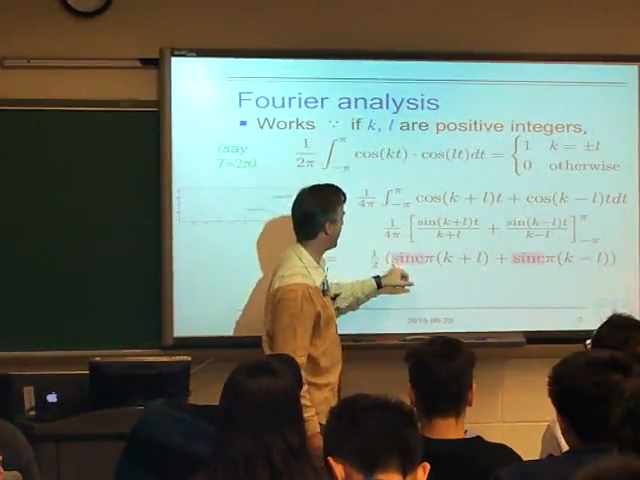 Fourier analysis
▪ Works ∵ if k, l are positive integers,
(say T=2π)
1/2π ∫_{-π}^{π} cos(kt) · cos(lt)dt = { 1 k = ±l
0 otherwise
1/4π ∫_{-π}^{π} cos(k + l)t + cos(k − l)tdt
1/4π [ sin(k+l)t/k+l + sin(k−l)t/k−l ]_{-π}^{π}
= 1/2 (sincπ(k + l) + sincπ(k − l))